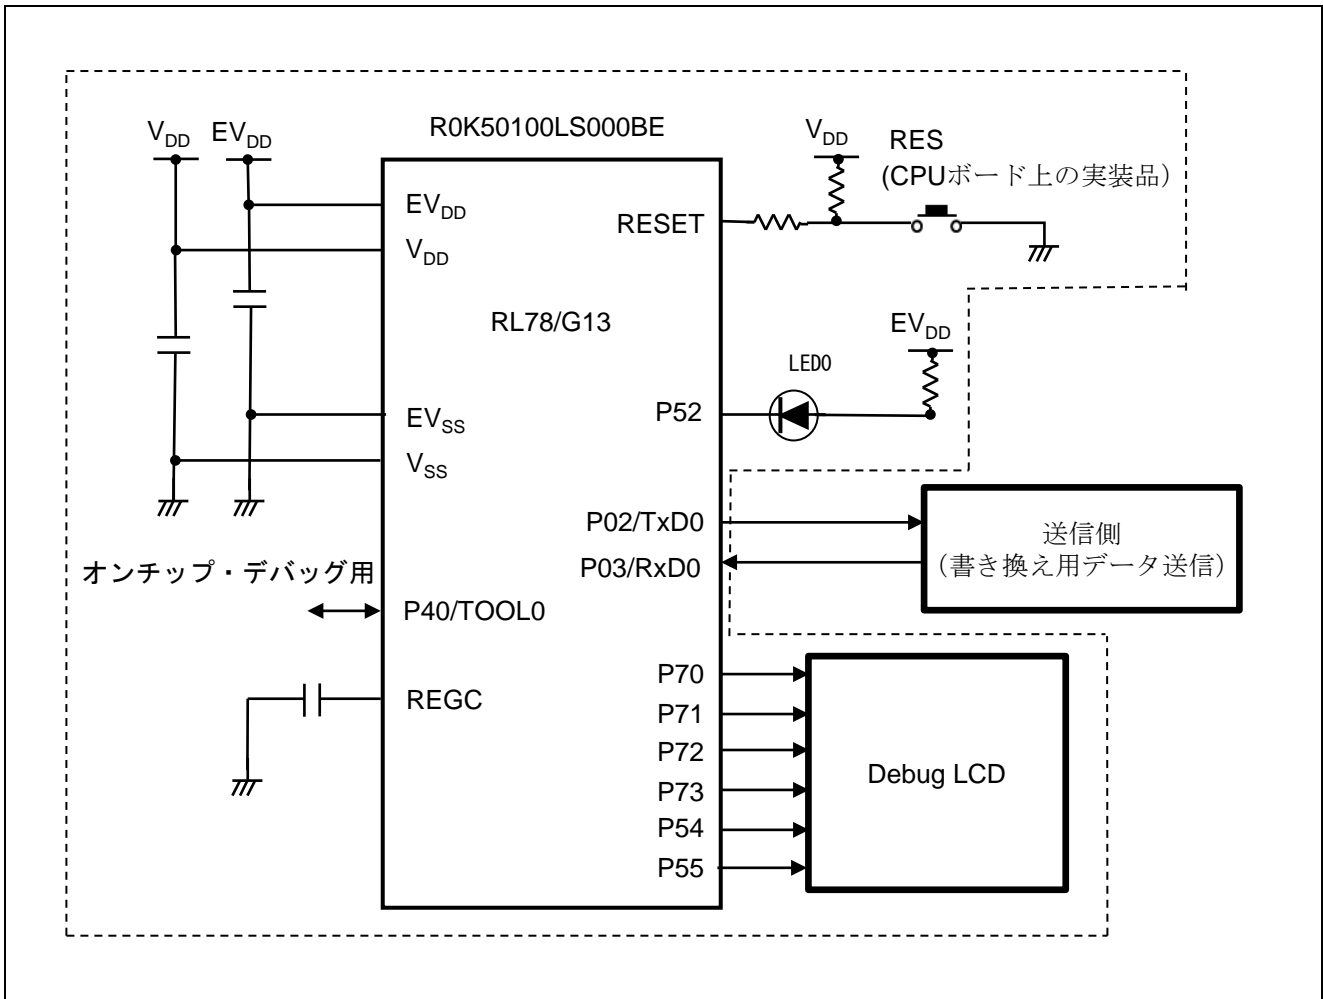 R0K50100LS000BE
VDD
EVDD
VDD
RES
(CPUボード上の実装品)
EVDD
VDD
RESET
RL78/G13
EVDD
LED0
P52
EVSS
VSS
P02/TxD0
P03/RxD0
送信側
(書き換え用データ送信)
オンチップ・デバッグ用
P40/TOOL0
REGC
P70
P71
P72
P73
P54
P55
Debug LCD